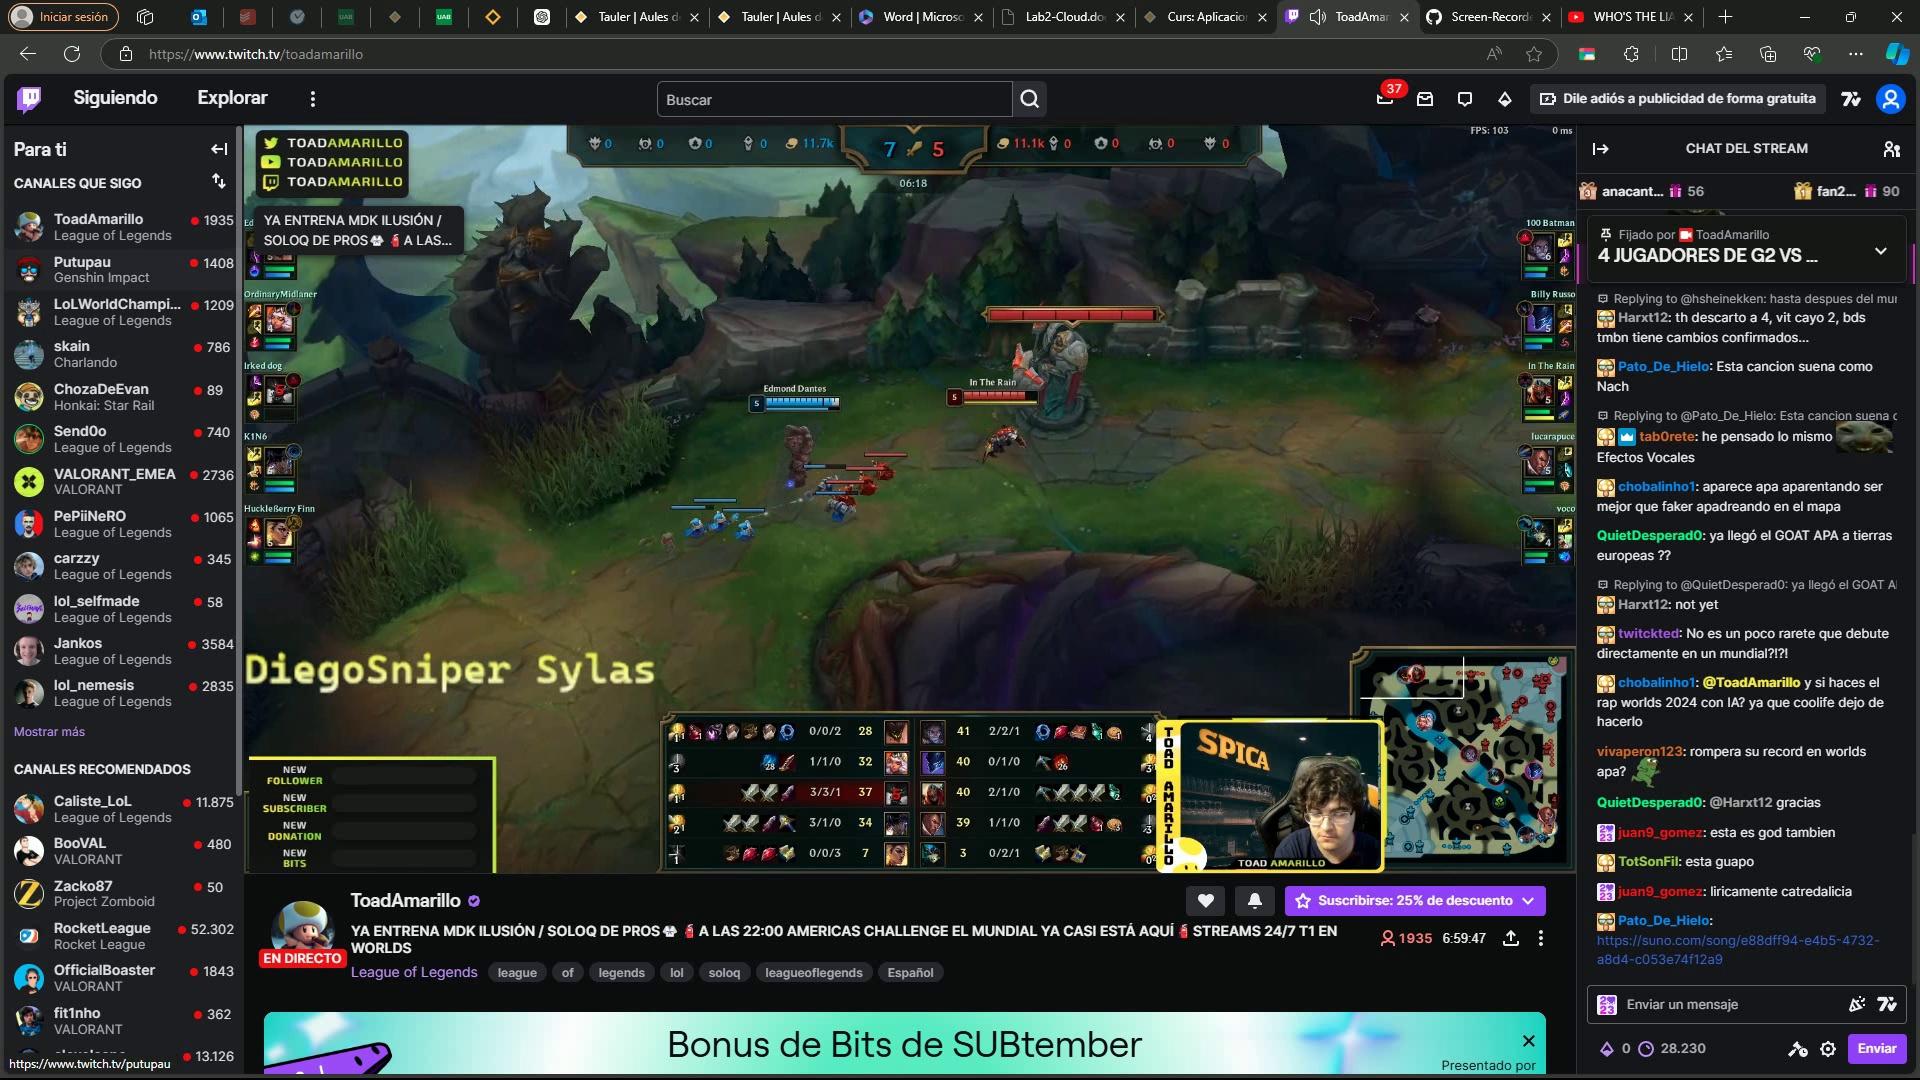 Iniciar sesión
Tauler | Aules de
Tauler | Aules d
Word | Microso
Lab2-Cloud.do
Curs: Aplicacion
ToadAmar
Screen-Recorde
WHO'S THE LIA
https://www.twitch.tv/toadamarillo
Siguiendo
Explorar
Buscar
37
Dile adiós a publicidad de forma gratuita
Para ti
CANALES QUE SIGO
ToadAmarillo 1935
League of Legends
Putupau 1408
Genshin Impact
LoLWorldChampi... 1209
League of Legends
skain 786
Charlando
ChozaDeEvan 89
Honkai: Star Rail
Send0o 740
League of Legends
VALORANT_EMEA 2736
VALORANT
PePiiNeRO 1065
League of Legends
carzzy 345
League of Legends
lol_selfmade 58
League of Legends
Jankos 3584
League of Legends
lol_nemesis 2835
League of Legends
Mostrar más
CANALES RECOMENDADOS
Caliste_LoL 11.875
League of Legends
BooVAL 480
VALORANT
Zacko87 50
Project Zomboid
RocketLeague 52.302
Rocket League
OfficialBoaster 1843
VALORANT
fit1nho 362
VALORANT
13.126
https://www.twitch.tv/putupau
TOADAMARILLO
TOADAMARILLO
TOADAMARILLO
YA ENTRENA MDK ILUSIÓN /
SOLOQ DE PROS A LAS...
0 0 0 0 11.7k 7 5 11.1k 0 0 0 0
06:18
FPS: 103 0 ms
Ed
OrdinaryMidlaner
Irked dog
K1N6
HuckleBerry Finn
100 Batman
Billy Russo
In The Rain
lucarapuce
voco
5 Edmond Dantes
5 In The Rain
DiegoSniper Sylas
NEW
FOLLOWER
NEW
SUBSCRIBER
NEW
DONATION
NEW
BITS
0/0/2 28 41 2/2/1
1/1/0 32 40 0/1/0
3/3/1 37 40 2/1/0
3/1/0 34 39 1/1/0
0/0/3 7 3 0/2/1
TOAD AMARILLO
SPICA
TOAD AMARILLO
EN DIRECTO
ToadAmarillo
Suscribirse: 25% de descuento
YA ENTRENA MDK ILUSIÓN / SOLOQ DE PROS A LAS 22:00 AMERICAS CHALLENGE EL MUNDIAL YA CASI ESTÁ AQUÍ STREAMS 24/7 T1 EN
WORLDS
1935 6:59:47
League of Legends league of legends lol soloq leagueoflegends Español
Bonus de Bits de SUBtember
Presentado por
CHAT DEL STREAM
anacant... 56
fan2... 90
Fijado por ToadAmarillo
4 JUGADORES DE G2 VS ...
Replying to @hsheinekken: hasta despues del mun
Harxt12: th descarto a 4, vit cayo 2, bds
tmbn tiene cambios confirmados...
Pato_De_Hielo: Esta cancion suena como
Nach
Replying to @Pato_De_Hielo: Esta cancion suena c
tab0rete: he pensado lo mismo
Efectos Vocales
chobalinho1: aparece apa aparentando ser
mejor que faker apadreando en el mapa
QuietDesperad0: ya llegó el GOAT APA a tierras
europeas ??
Replying to @QuietDesperad0: ya llegó el GOAT A
Harxt12: not yet
twitckted: No es un poco rarete que debute
directamente en un mundial?!?!
chobalinho1: @ToadAmarillo y si haces el
rap worlds 2024 con IA? ya que coolife dejo de
hacerlo
vivaperon123: rompera su record en worlds
apa?
QuietDesperad0: @Harxt12 gracias
juan9_gomez: esta es god tambien
TotSonFil: esta guapo
juan9_gomez: liricamente catredalicia
Pato_De_Hielo:
https://suno.com/song/e88dff94-e4b5-4732-
a8d4-c053e74f12a9
Enviar un mensaje
0 28.230
Enviar